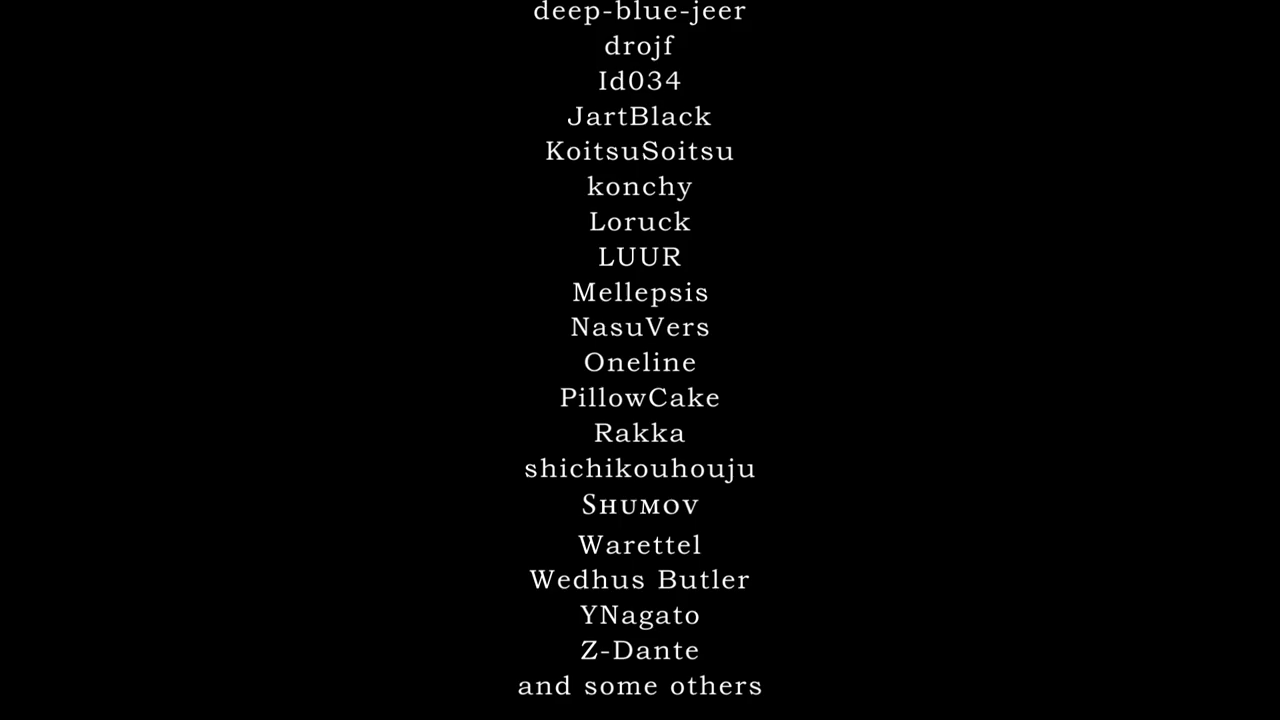 deep-blue-jeer
drojf
Id034
JartBlack
KoitsuSoitsu
konchy
Loruck
LUUR
Mellepsis
NasuVers
Oneline
PillowCake
Rakka
shichikouhouju
Sʜᴜᴍᴏᴠ
Warettel
Wedhus Butler
YNagato
Z-Dante
and some others